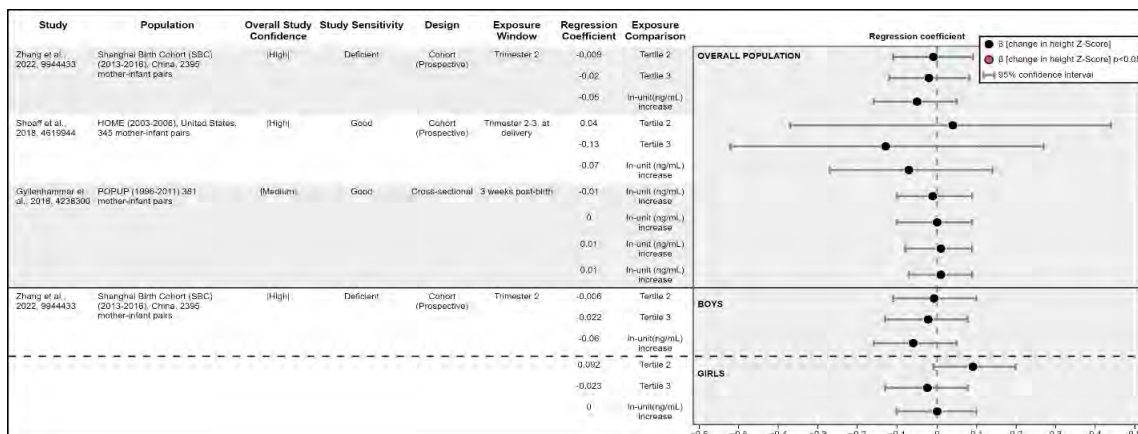 Study Population Overall Study Confidence Study Sensitivity Design Exposure Window Regression Coefficient Exposure Comparison
Regression coefficient
β [change in height Z-Score]
β [change in height Z-Score] p<0.05
95% confidence interval
Zhang et al., 2022, 9944433 Shanghai Birth Cohort (SBC) (2013-2016), China, 2395 mother-infant pairs [High] Deficient Cohort (Prospective) Trimester 2 -0.009 Tertile 2
OVERALL POPULATION
-0.02 Tertile 3
-0.05 ln-unit(ng/mL) increase
Shoaff et al., 2018, 4619944 HOME (2003-2006), United States, 345 mother-infant pairs [High] Good Cohort (Prospective) Trimester 2-3, at delivery 0.04 Tertile 2
-0.13 Tertile 3
-0.07 ln-unit (ng/mL) increase
Gyllenhammar et al., 2018, 4238300 POPUP (1996-2011) 381 mother-infant pairs [Medium] Good Cross-sectional 3 weeks post-birth -0.01 ln-unit (ng/mL) increase
0 ln-unit (ng/mL) increase
0.01 ln-unit (ng/mL) increase
0.01 ln-unit (ng/mL) increase
Zhang et al., 2022, 9944433 Shanghai Birth Cohort (SBC) (2013-2016), China, 2395 mother-infant pairs [High] Deficient Cohort (Prospective) Trimester 2 -0.006 Tertile 2
BOYS
0.022 Tertile 3
-0.06 ln-unit(ng/mL) increase
0.092 Tertile 2
GIRLS
-0.023 Tertile 3
0 ln-unit(ng/mL) increase